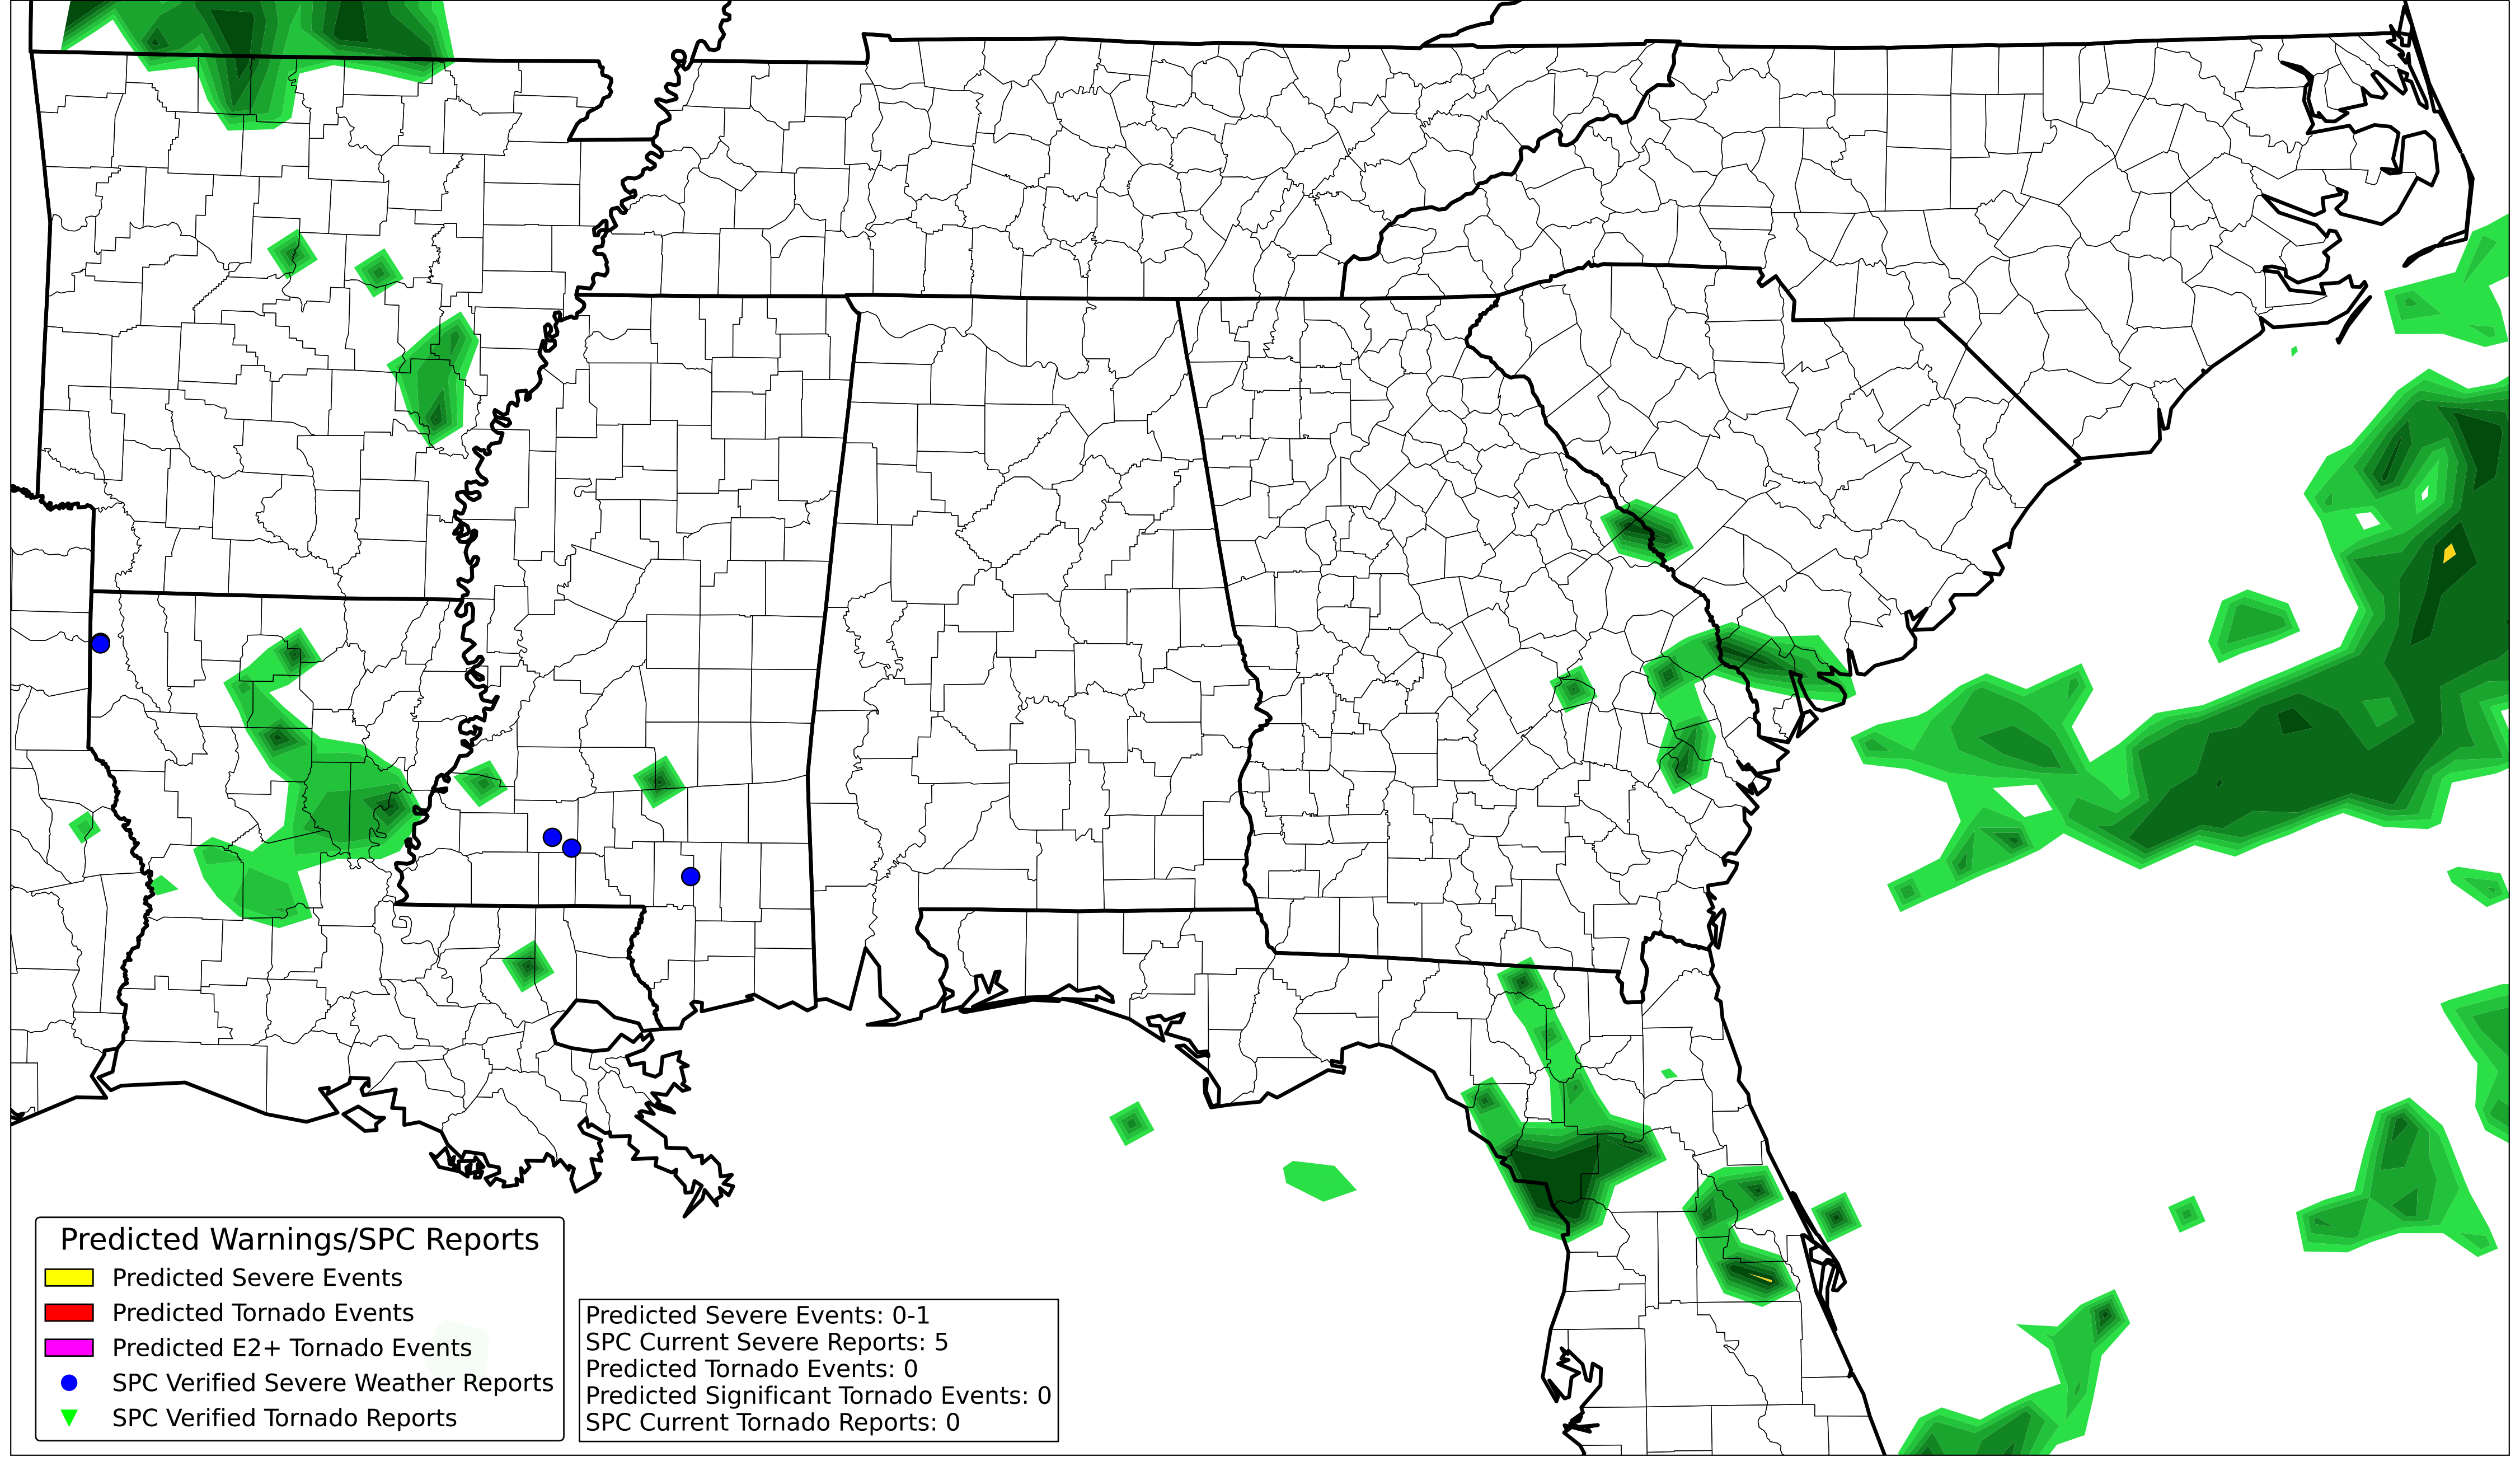 Predicted Warnings/SPC Reports
Predicted Severe Events
Predicted Tornado Events
Predicted E2+ Tornado Events
SPC Verified Severe Weather Reports
SPC Verified Tornado Reports
Predicted Severe Events: 0-1
SPC Current Severe Reports: 5
Predicted Tornado Events: 0
Predicted Significant Tornado Events: 0
SPC Current Tornado Reports: 0